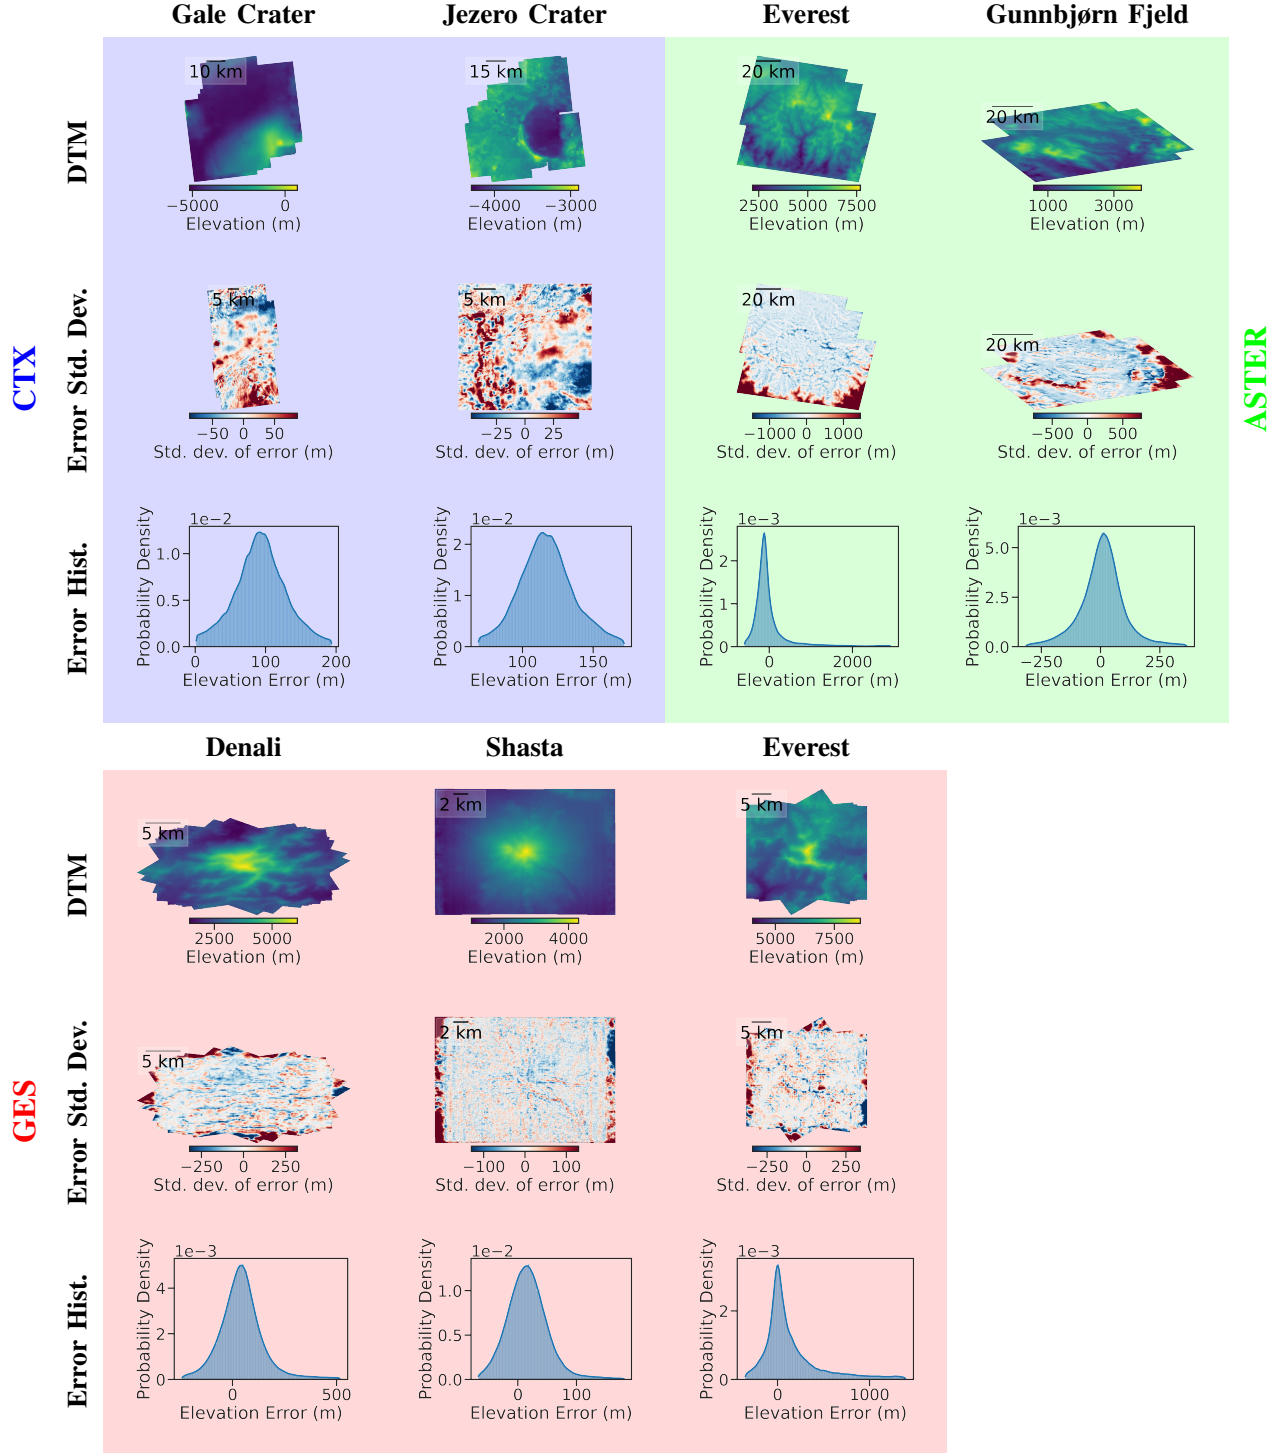 Gale Crater Jezero Crater Everest Gunnbjørn Fjeld
CTX
ASTER
DTM
10 km 15 km 20 km 20 km
−5000 0 −4000 −3000 2500 5000 7500 1000 3000
Elevation (m) Elevation (m) Elevation (m) Elevation (m)
Error Std. Dev.
5 km 5 km 20 km 20 km
−50 0 50 −25 0 25 −1000 0 1000 −500 0 500
Std. dev. of error (m) Std. dev. of error (m) Std. dev. of error (m) Std. dev. of error (m)
Error Hist.
1e−2 1e−2 1e−3 1e−3
Probability Density Probability Density Probability Density Probability Density
1.0 2 2 5.0
0.5 1 1 2.5
0.0 0 0 0.0
0 100 200 100 150 0 2000 −250 0 250
Elevation Error (m) Elevation Error (m) Elevation Error (m) Elevation Error (m)
Denali Shasta Everest
GES
DTM
5 km 2 km 5 km
2500 5000 2000 4000 5000 7500
Elevation (m) Elevation (m) Elevation (m)
Error Std. Dev.
5 km 2 km 5 km
−250 0 250 −100 0 100 −250 0 250
Std. dev. of error (m) Std. dev. of error (m) Std. dev. of error (m)
Error Hist.
1e−3 1e−2 1e−3
Probability Density Probability Density Probability Density
4 1.0 2
2 0.5
0 0.0 0
0 500 0 100 0 1000
Elevation Error (m) Elevation Error (m) Elevation Error (m)